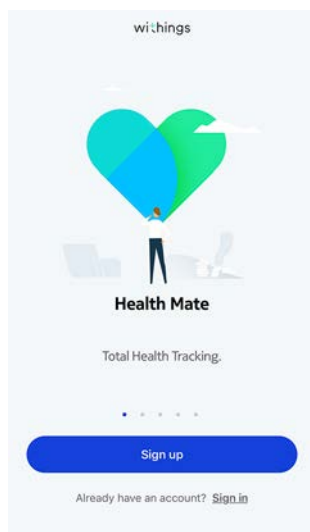 withings
Health Mate
Total Health Tracking.
Sign up
Already have an account? Sign in